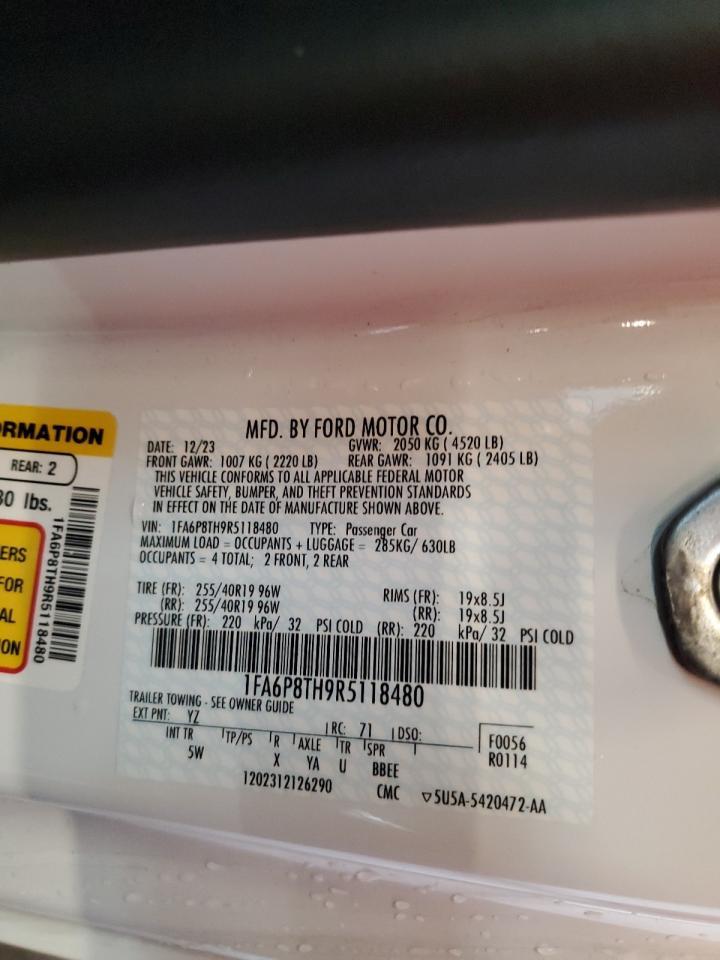 RMATION
REAR: 2
30 lbs.
ERS
FOR
AL
ON
1FA6P8TH9R5118480
MFD. BY FORD MOTOR CO.
DATE: 12/23 GVWR: 2050 KG ( 4520 LB)
FRONT GAWR: 1007 KG ( 2220 LB) REAR GAWR: 1091 KG ( 2405 LB)
THIS VEHICLE CONFORMS TO ALL APPLICABLE FEDERAL MOTOR
VEHICLE SAFETY, BUMPER, AND THEFT PREVENTION STANDARDS
IN EFFECT ON THE DATE OF MANUFACTURE SHOWN ABOVE.
VIN: 1FA6P8TH9R5118480 TYPE: Passenger Car
MAXIMUM LOAD = OCCUPANTS + LUGGAGE = 285KG/ 630LB
OCCUPANTS = 4 TOTAL; 2 FRONT, 2 REAR
TIRE (FR): 255/40R19 96W RIMS (FR): 19x8.5J
(RR): 255/40R19 96W (RR): 19x8.5J
PRESSURE (FR): 220 kPa/ 32 PSI COLD (RR): 220 kPa/ 32 PSI COLD
1FA6P8TH9R5118480
TRAILER TOWING - SEE OWNER GUIDE
EXT PNT: YZ RC: 71 DSO: F0056
INT TR TP/PS R AXLE TR SPR R0114
5W X YA U BBEE
1202312126290 CMC ▽5U5A-5420472-AA